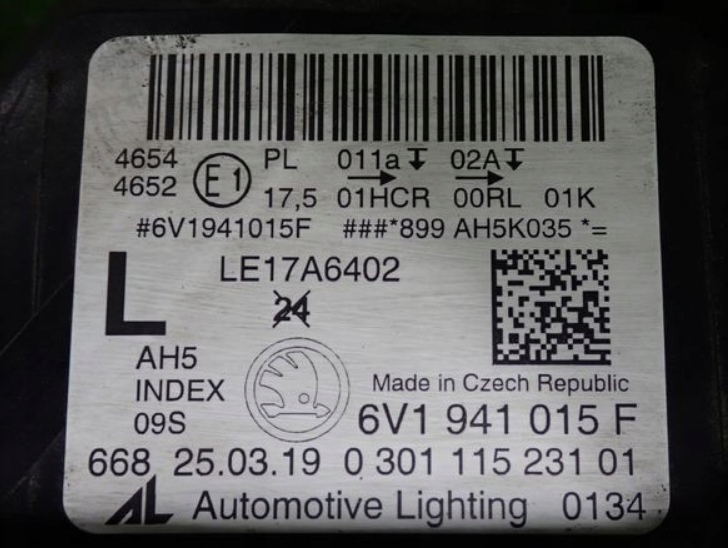 4654 E1 PL 011a 02A
4652 17,5 01HCR 00RL 01K
#6V1941015F ###*899 AH5K035 *=
L LE17A6402
24
AH5
INDEX
09S
Made in Czech Republic
6V1 941 015 F
668 25.03.19 0 301 115 231 01
AL Automotive Lighting 0134